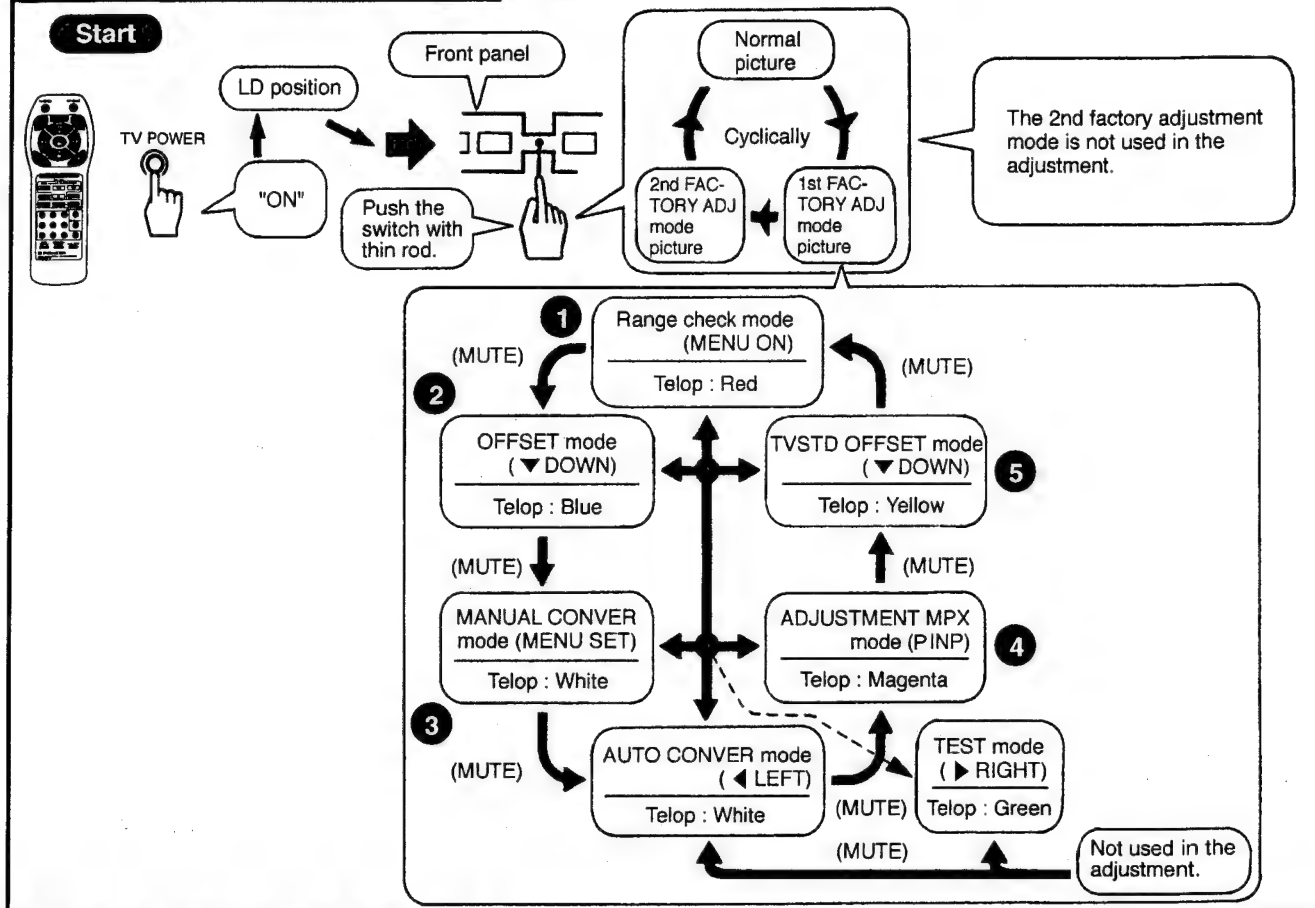 Start
TV POWER
"ON"
LD position
Front panel
Push the
switch with
thin rod.
Normal
picture
Cyclically
2nd FAC-
TORY ADJ
mode
picture
1st FAC-
TORY ADJ
mode
picture
The 2nd factory adjustment
mode is not used in the
adjustment.
1
Range check mode
(MENU ON)
Telop : Red
(MUTE)
(MUTE)
2
OFFSET mode
( ▼ DOWN)
Telop : Blue
TVSTD OFFSET mode
( ▼ DOWN)
Telop : Yellow
5
(MUTE)
(MUTE)
MANUAL CONVER
mode (MENU SET)
Telop : White
ADJUSTMENT MPX
mode (PINP)
Telop : Magenta
4
3
(MUTE)
AUTO CONVER mode
( ◀ LEFT)
Telop : White
(MUTE)
TEST mode
( ▶ RIGHT)
Telop : Green
(MUTE)
Not used in the
adjustment.